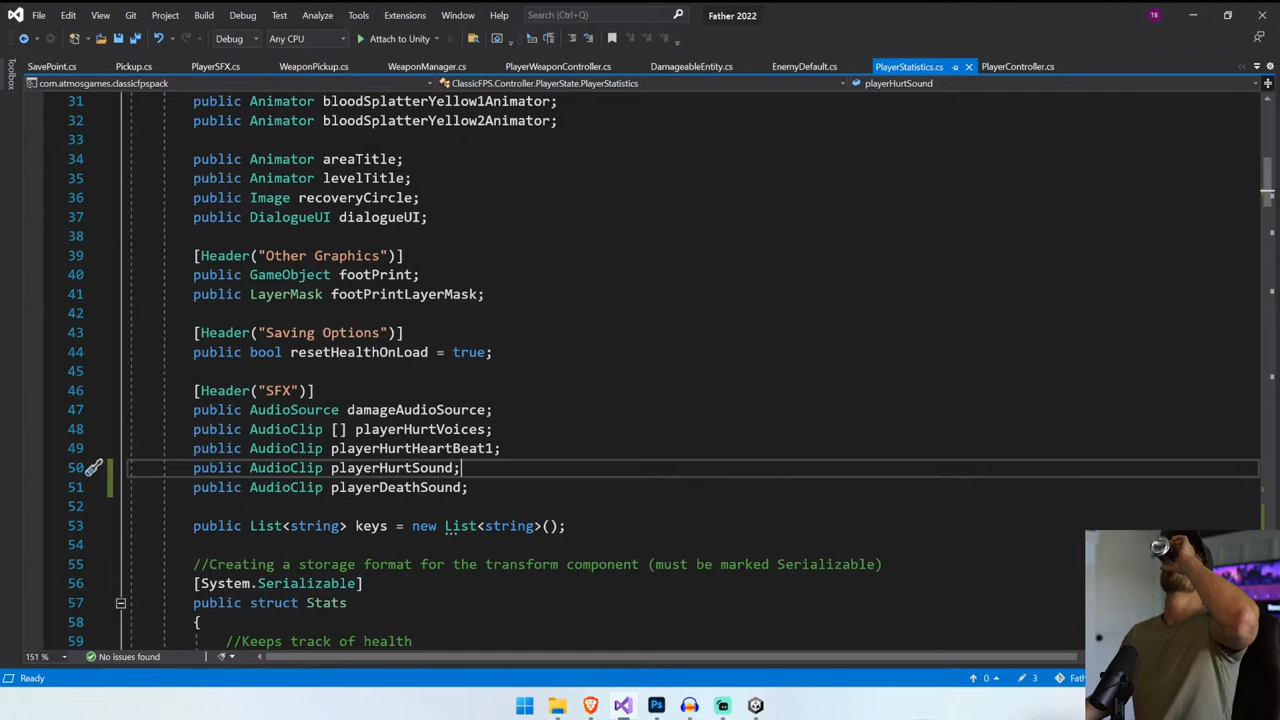 File Edit View Git Project Build Debug Test Analyze Tools Extensions Window Help Search (Ctrl+Q) Father 2022 TB
Debug Any CPU Attach to Unity
SavePoint.cs Pickup.cs PlayerSFX.cs WeaponPickup.cs WeaponManager.cs PlayerWeaponController.cs DamageableEntity.cs EnemyDefault.cs PlayerStatistics.cs PlayerController.cs
Toolbox
com.atmosgames.classicfpspack ClassicFPS.Controller.PlayerState.PlayerStatistics playerHurtSound
31 public Animator bloodSplatterYellow1Animator;
32 public Animator bloodSplatterYellow2Animator;
33
34 public Animator areaTitle;
35 public Animator levelTitle;
36 public Image recoveryCircle;
37 public DialogueUI dialogueUI;
38
39 [Header("Other Graphics")]
40 public GameObject footPrint;
41 public LayerMask footPrintLayerMask;
42
43 [Header("Saving Options")]
44 public bool resetHealthOnLoad = true;
45
46 [Header("SFX")]
47 public AudioSource damageAudioSource;
48 public AudioClip [] playerHurtVoices;
49 public AudioClip playerHurtHeartBeat1;
50 public AudioClip playerHurtSound;
51 public AudioClip playerDeathSound;
52
53 public List<string> keys = new List<string>();
54
55 //Creating a storage format for the transform component (must be marked Serializable)
56 [System.Serializable]
57 public struct Stats
58 {
59 //Keeps track of health
151 % No issues found
Ready 0 3 Fath
Ps